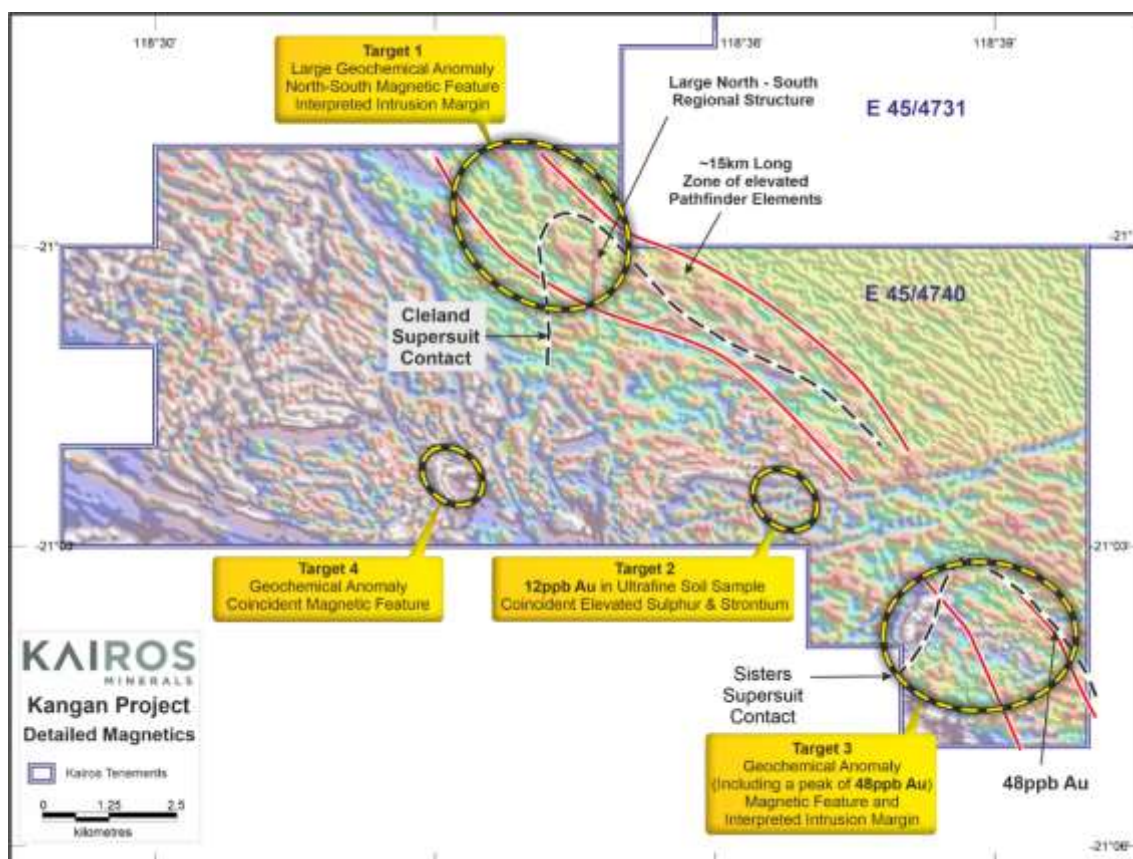 118°30'
118°36'
118°39'
Target 1
Large Geochemical Anomaly
North-South Magnetic Feature
Interpreted Intrusion Margin
Large North - South
Regional Structure
E 45/4731
~15km Long
Zone of elevated
Pathfinder Elements
-21°
-21°
E 45/4740
Cleland
Supersuit
Contact
-21°03'
-21°03'
Target 4
Geochemical Anomaly
Coincident Magnetic Feature
Target 2
12ppb Au in Ultrafine Soil Sample
Coincident Elevated Sulphur & Strontium
KAIROS
MINERALS
Kangan Project
Detailed Magnetics
Kairos Tenements
0 1.25 2.5
kilometres
Sisters
Supersuit
Contact
Target 3
Geochemical Anomaly
(Including a peak of 48ppb Au)
Magnetic Feature and
Interpreted Intrusion Margin
48ppb Au
-21°06'